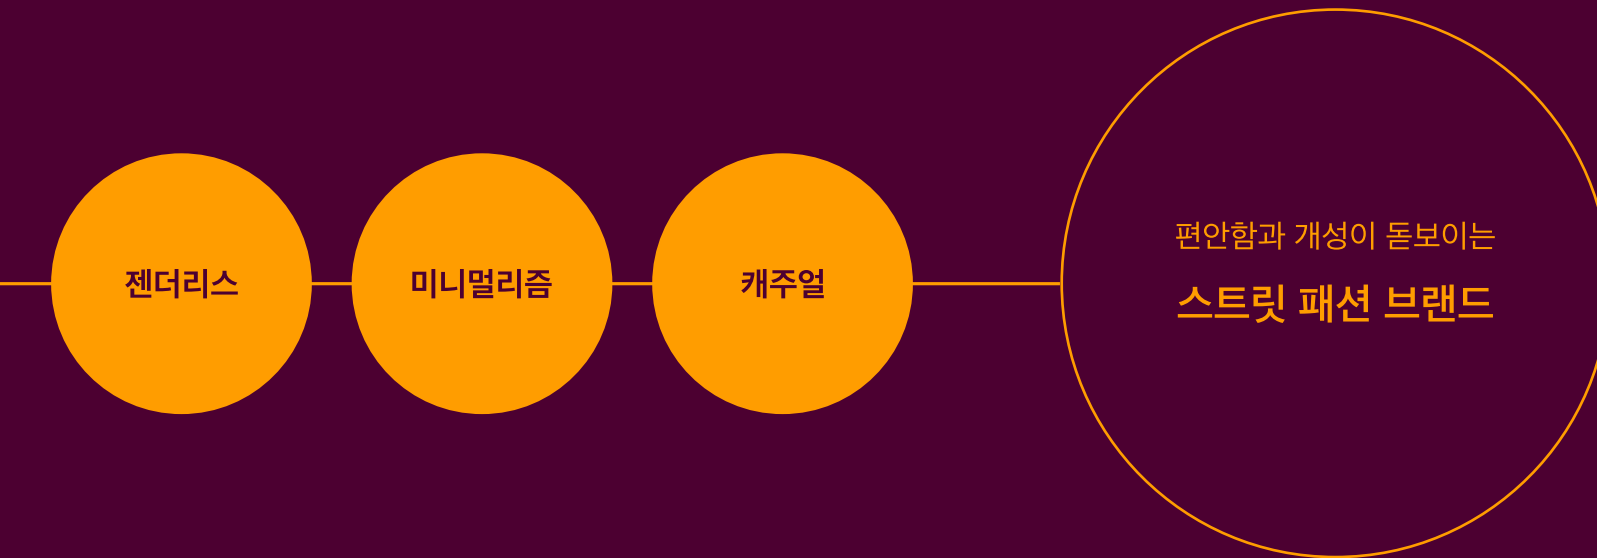 젠더리스
미니멀리즘
캐주얼
편안함과 개성이 돋보이는
스트릿 패션 브랜드